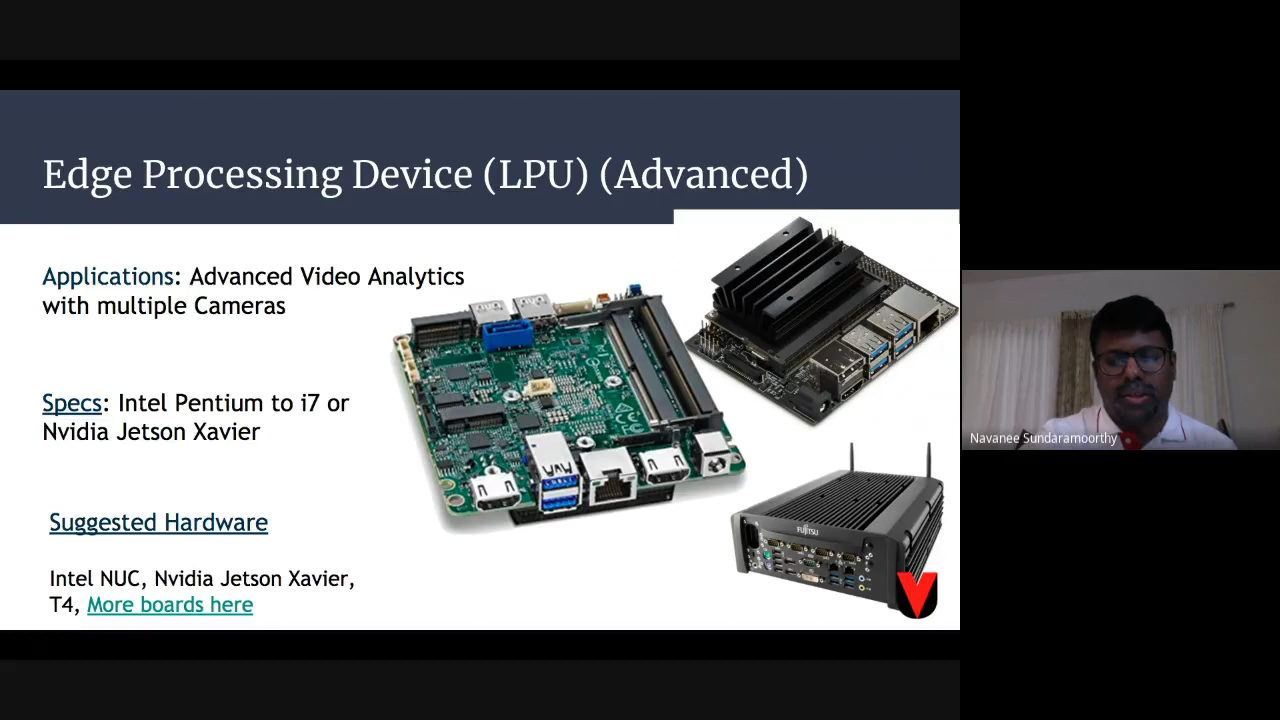 Edge Processing Device (LPU) (Advanced)
Applications: Advanced Video Analytics
with multiple Cameras
Specs: Intel Pentium to i7 or
Nvidia Jetson Xavier
Suggested Hardware
Intel NUC, Nvidia Jetson Xavier,
T4, More boards here
FUJITSU
Navanee Sundaramoorthy